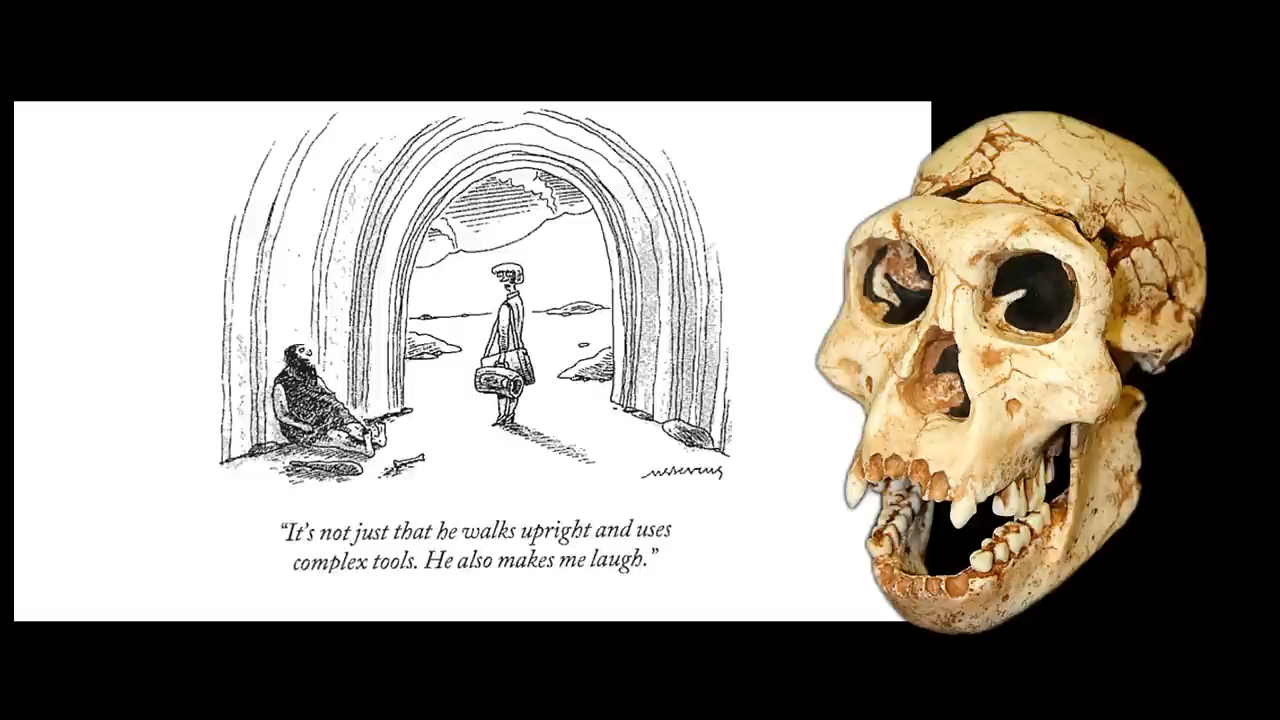 “It's not just that he walks upright and uses
complex tools. He also makes me laugh.”